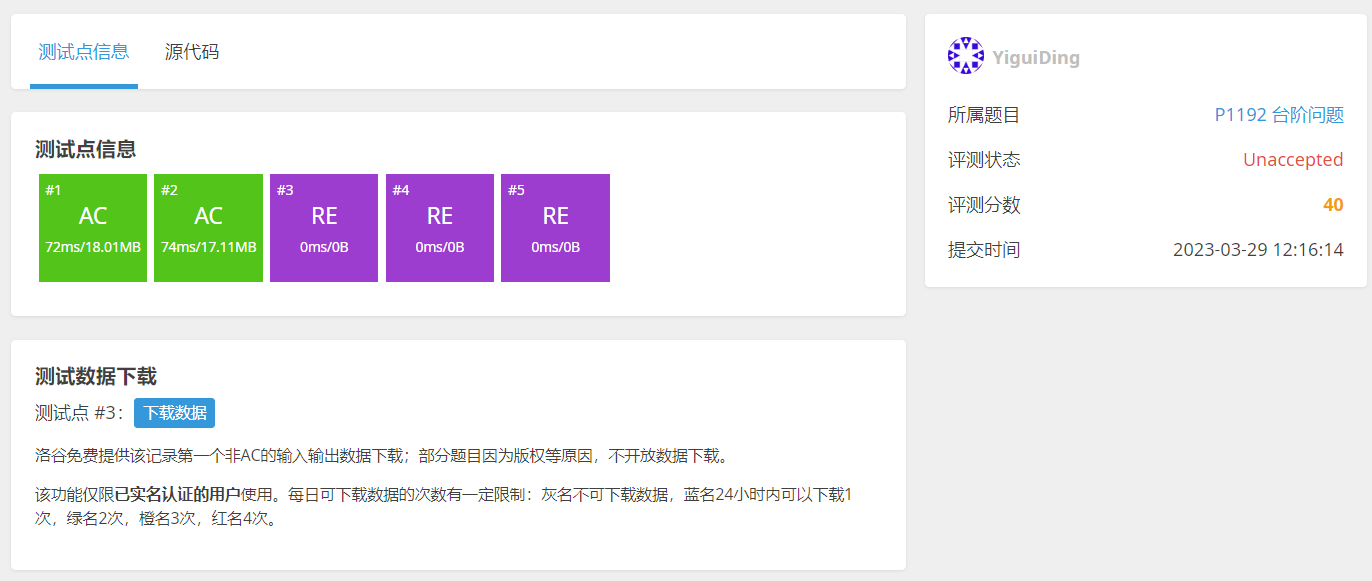 测试点信息 源代码
测试点信息
#1 #2 #3 #4 #5
AC AC RE RE RE
72ms/18.01MB 74ms/17.11MB 0ms/0B 0ms/0B 0ms/0B
测试数据下载
测试点 #3： 下载数据
洛谷免费提供该记录第一个非AC的输入输出数据下载；部分题目因为版权等原因，不开放数据下载。
该功能仅限已实名认证的用户使用。每日可下载数据的次数有一定限制：灰名不可下载数据，蓝名24小时内可以下载1
次，绿名2次，橙名3次，红名4次。
YiguiDing
所属题目 P1192 台阶问题
评测状态 Unaccepted
评测分数 40
提交时间 2023-03-29 12:16:14